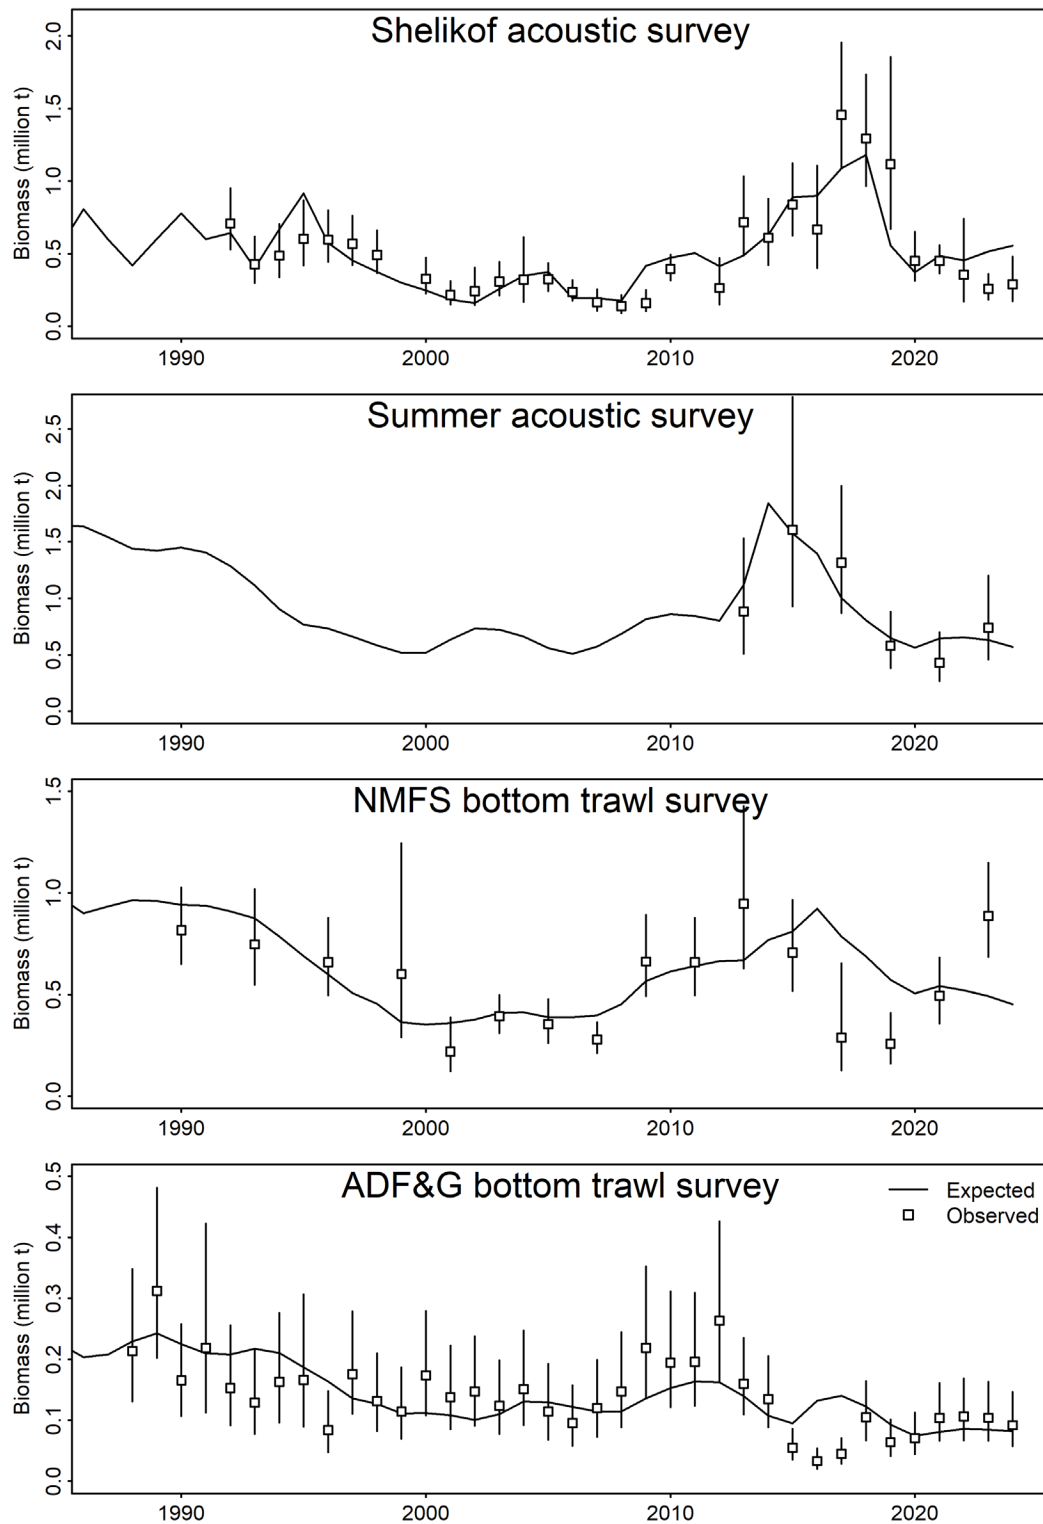 Shelikof acoustic survey
Biomass (million t)
2.0
1.5
1.0
0.5
0.0
1990 2000 2010 2020
Summer acoustic survey
Biomass (million t)
2.5
2.0
1.5
1.0
0.5
0.0
1990 2000 2010 2020
NMFS bottom trawl survey
Biomass (million t)
1.5
1.0
0.5
0.0
1990 2000 2010 2020
ADF&G bottom trawl survey
Expected
Observed
Biomass (million t)
0.5
0.4
0.3
0.2
0.1
0.0
1990 2000 2010 2020